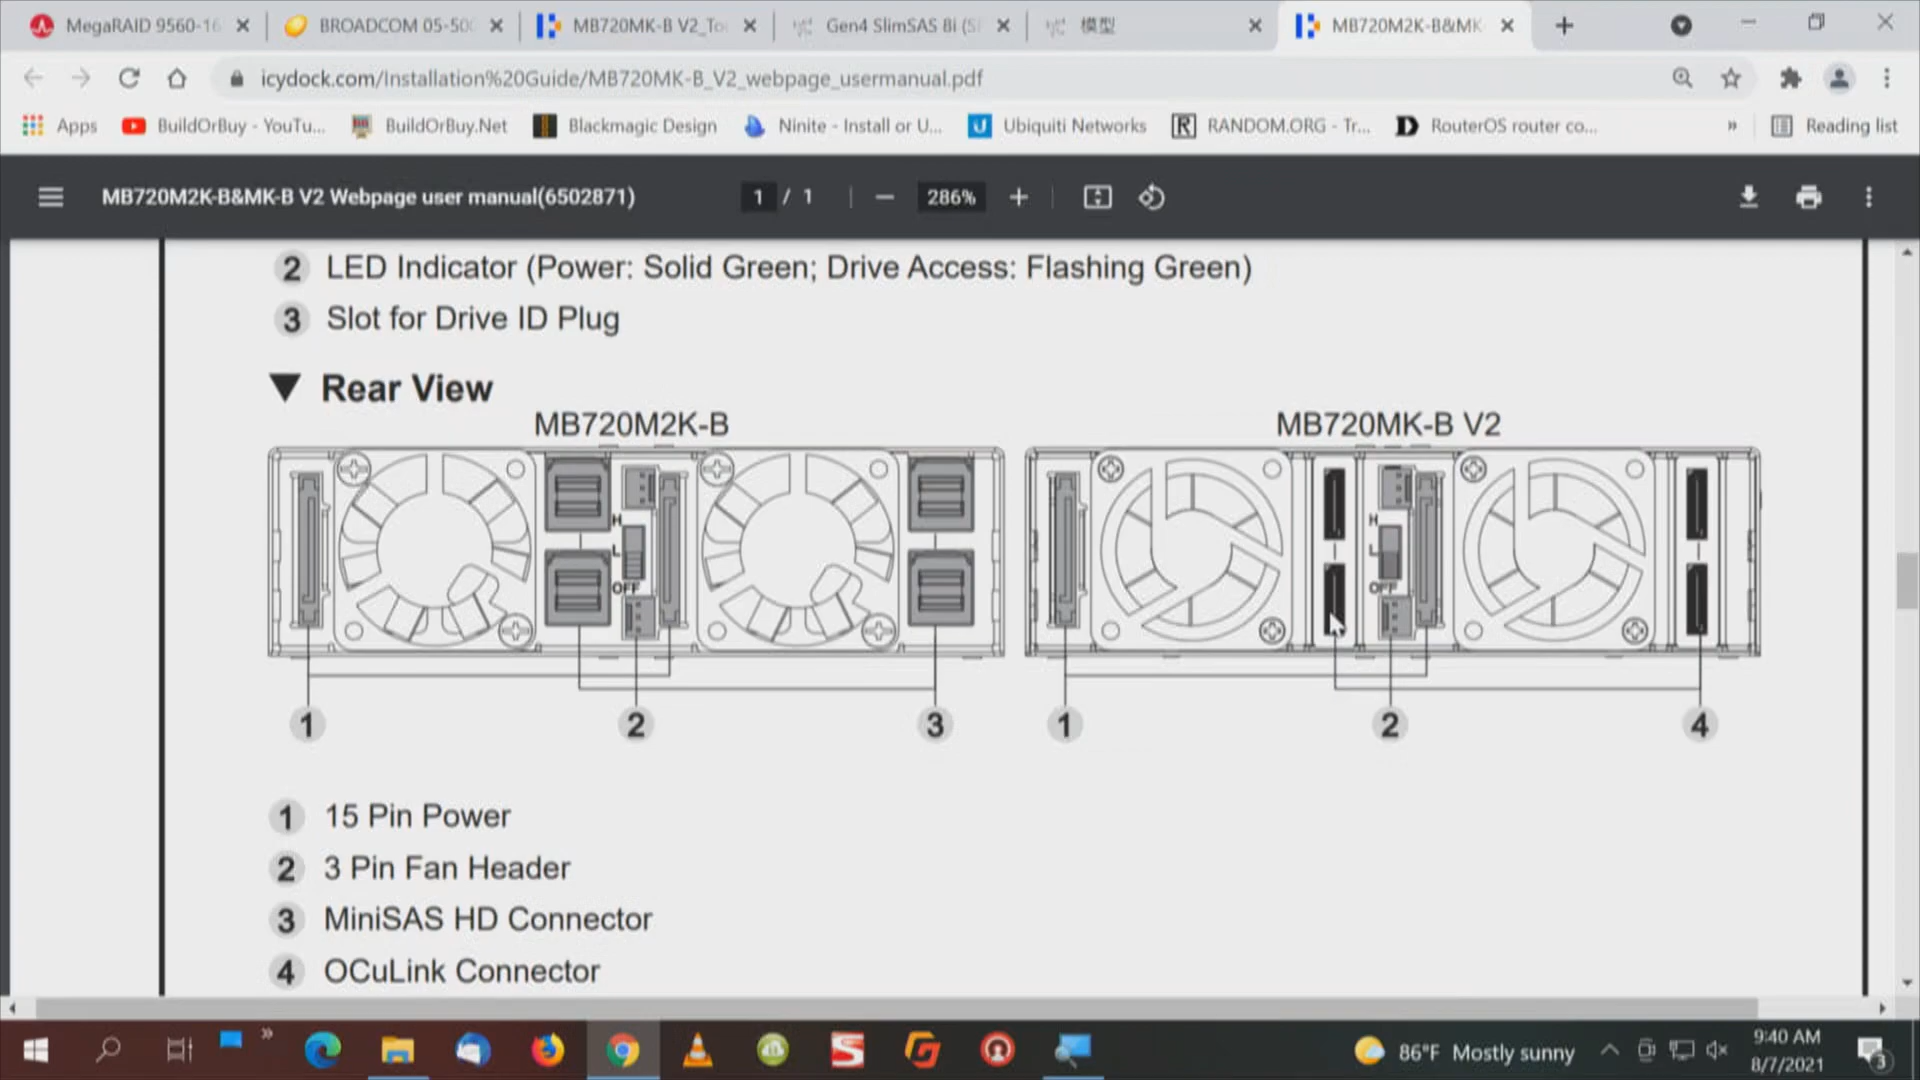 MegaRAID 9560-16
BROADCOM 05-500
MB720MK-B V2_To
Gen4 SlimSAS 8i (S
模型
MB720M2K-B&MK
icydock.com/Installation%20Guide/MB720MK-B_V2_webpage_usermanual.pdf
Apps
BuildOrBuy - YouTu...
BuildOrBuy.Net
Blackmagic Design
Ninite - Install or U...
Ubiquiti Networks
RANDOM.ORG - Tr...
RouterOS router co...
»
Reading list
MB720M2K-B&MK-B V2 Webpage user manual(6502871)
1 / 1
286%
2 LED Indicator (Power: Solid Green; Drive Access: Flashing Green)
3 Slot for Drive ID Plug
▼ Rear View
MB720M2K-B
MB720MK-B V2
H
L
OFF
H
L
OFF
1 2 3
1 2 4
1 15 Pin Power
2 3 Pin Fan Header
3 MiniSAS HD Connector
4 OCuLink Connector
86°F Mostly sunny
9:40 AM
8/7/2021
3